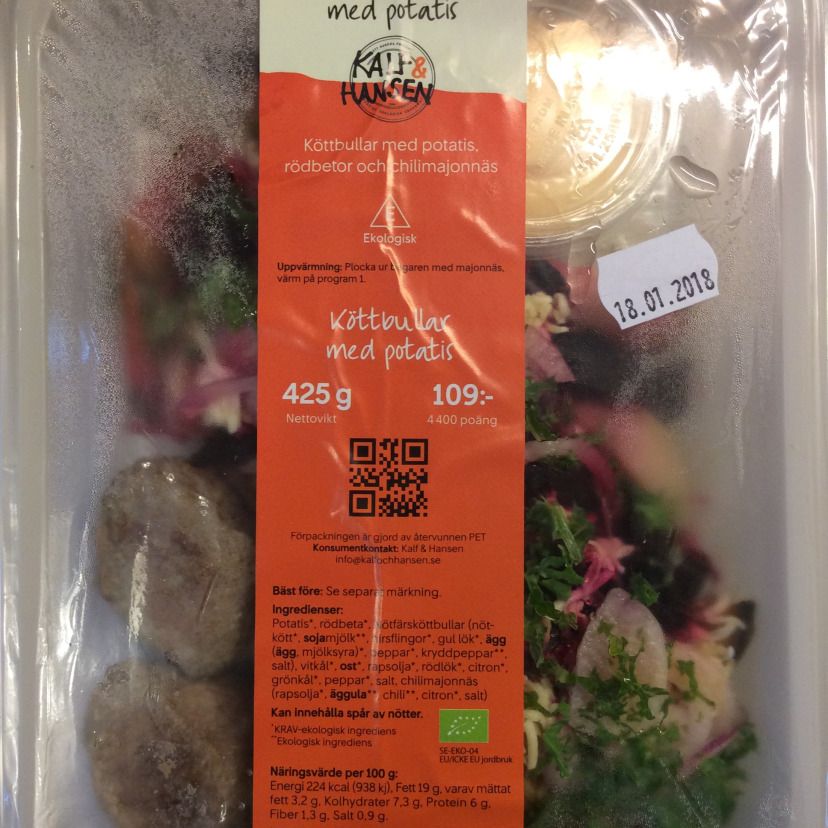 med potatis
KALF &
HANSEN
Köttbullar med potatis,
rödbetor och chilimajonnäs
E
Ekologisk
Uppvärmning: Plocka ur bägaren med majonnäs,
värm på program 1.
18.01.2018
Köttbullar
med potatis
425 g 109:-
Nettovikt 4 400 poäng
Förpackningen är gjord av återvunnen PET
Konsumentkontakt: Kalf & Hansen
info@kalfochhansen.se
Bäst före: Se separat märkning.
Ingredienser:
Potatis*, rödbeta*, Nötfärsköttbullar (nöt-
kött*, sojamjölk**, hirsflingor*, gul lök*, ägg
(ägg, mjölksyra)*, peppar*, kryddpeppar**,
salt), vitkål*, ost*, rapsolja*, rödlök*, citron*,
grönkål*, peppar*, salt, chilimajonnäs
(rapsolja*, äggula**, chili**, citron*, salt)
Kan innehålla spår av nötter.
*KRAV-ekologisk ingrediens
**Ekologisk ingrediens
SE-EKO-04
EU/ICKE EU jordbruk
Näringsvärde per 100 g:
Energi 224 kcal (938 kj), Fett 19 g, varav mättat
fett 3,2 g, Kolhydrater 7,3 g, Protein 6 g,
Fiber 1,3 g, Salt 0,9 g.